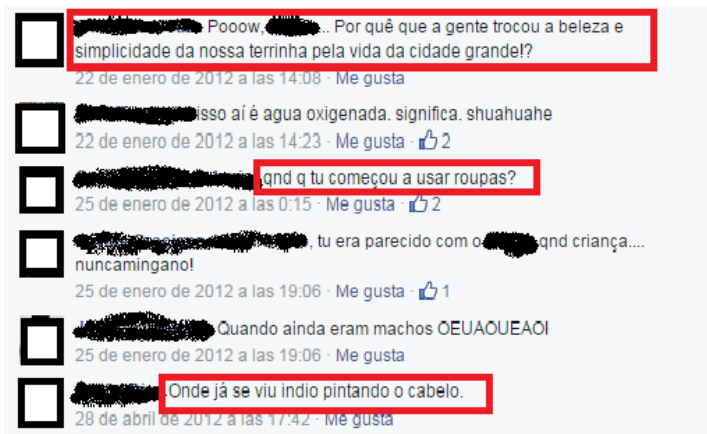 Pooow, ... Por quê que a gente trocou a beleza e
simplicidade da nossa terrinha pela vida da cidade grande!?
22 de enero de 2012 a las 14:08 · Me gusta
isso aí é agua oxigenada. significa. shuahuahe
22 de enero de 2012 a las 14:23 · Me gusta · 2
,qnd q tu começou a usar roupas?
25 de enero de 2012 a las 0:15 · Me gusta · 2
, tu era parecido com o qnd criança....
nuncamingano!
25 de enero de 2012 a las 19:06 · Me gusta · 1
Quando ainda eram machos OEUAOUEAOI
25 de enero de 2012 a las 19:06 · Me gusta
Onde já se viu indio pintando o cabelo.
28 de abril de 2012 a las 17:42 · Me gusta